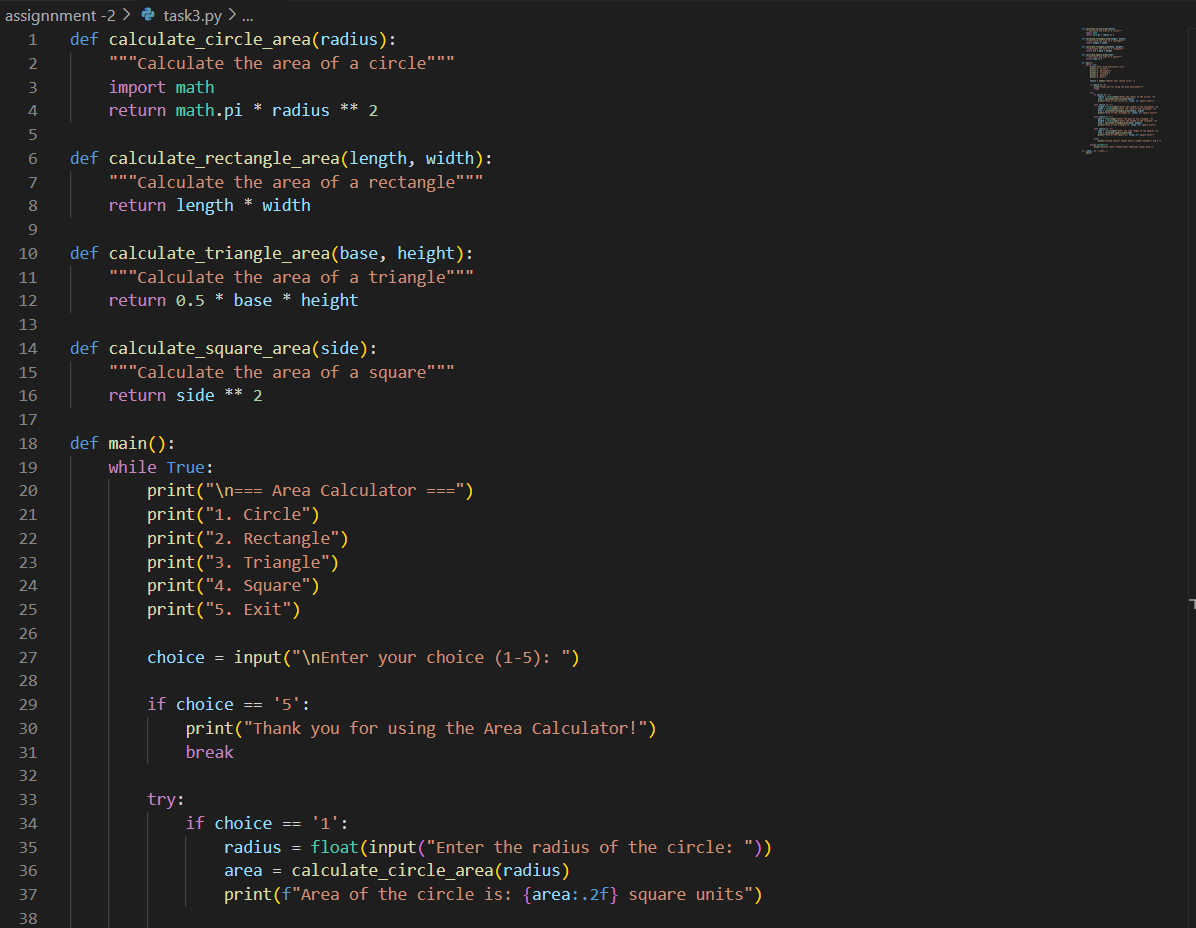 assignnment -2 > task3.py > ...
1 def calculate_circle_area(radius):
2     """Calculate the area of a circle"""
3     import math
4     return math.pi * radius ** 2
5
6 def calculate_rectangle_area(length, width):
7     """Calculate the area of a rectangle"""
8     return length * width
9
10 def calculate_triangle_area(base, height):
11     """Calculate the area of a triangle"""
12     return 0.5 * base * height
13
14 def calculate_square_area(side):
15     """Calculate the area of a square"""
16     return side ** 2
17
18 def main():
19     while True:
20         print("\n=== Area Calculator ===")
21         print("1. Circle")
22         print("2. Rectangle")
23         print("3. Triangle")
24         print("4. Square")
25         print("5. Exit")
26
27         choice = input("\nEnter your choice (1-5): ")
28
29         if choice == '5':
30             print("Thank you for using the Area Calculator!")
31             break
32
33         try:
34             if choice == '1':
35                 radius = float(input("Enter the radius of the circle: "))
36                 area = calculate_circle_area(radius)
37                 print(f"Area of the circle is: {area:.2f} square units")
38